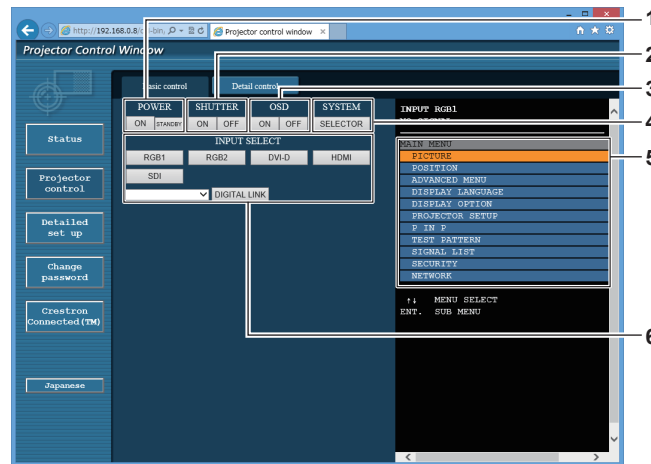 http://192.168.0.8/
-bin,
Projector control window
Projector Control Window
Basic control
Detail control
POWER
SHUTTER
OSD
SYSTEM
ON
STANDBY
ON
OFF
ON
OFF
SELECTOR
INPUT SELECT
RGB1
RGB2
DVI-D
HDMI
SDI
DIGITAL LINK
Status
Projector
control
Detailed
set up
Change
password
Crestron
Connected(TM)
Japanese
INPUT RGB1
NO SIGNAL
MAIN MENU
PICTURE
POSITION
ADVANCED MENU
DISPLAY LANGUAGE
DISPLAY OPTION
PROJECTOR SETUP
P IN P
TEST PATTERN
SIGNAL LIST
SECURITY
NETWORK
↑↓ MENU SELECT
ENT. SUB MENU
1
2
3
4
5
6